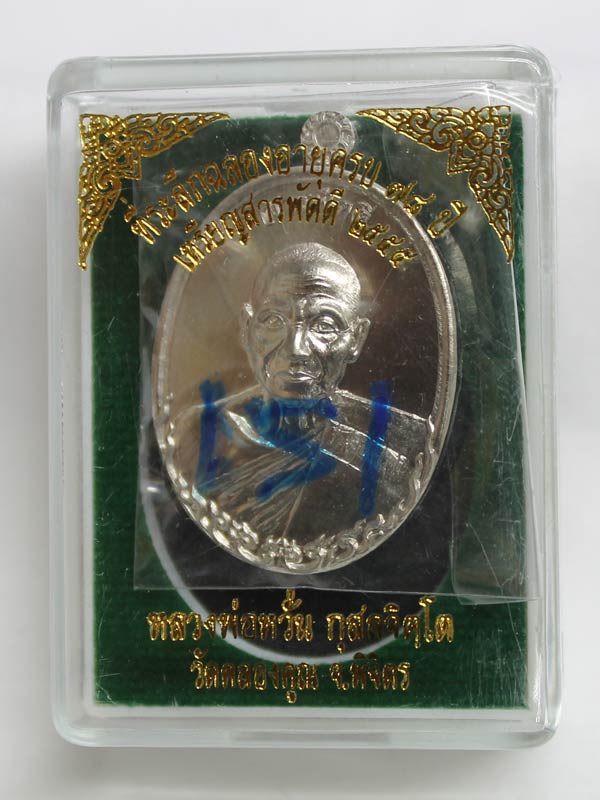 ที่ระลึกฉลองอายุครบ ๗๘ ปี
เหรียญสารพัดดี ๒๕๕๕
หลวงพ่อหวั่น กุสลจิตฺโต
วัดคลองคูณ จ.พิจิตร